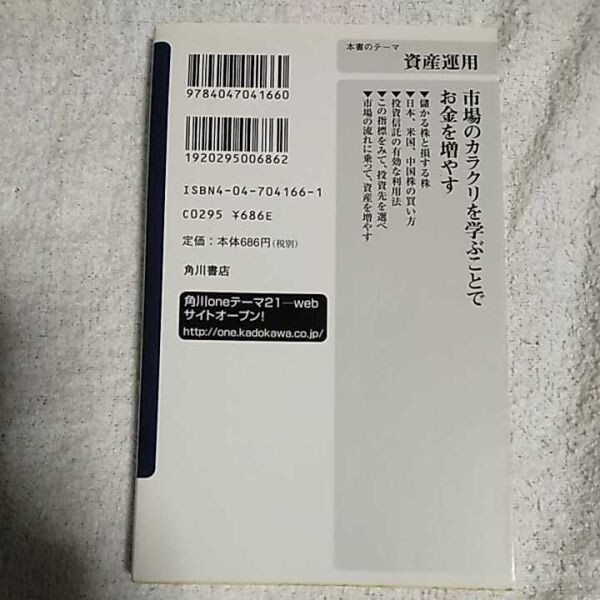 9784047041660
1920295006862
ISBN4-04-704166-1
C0295 ¥686E
定価：本体686円(税別)
角川書店
角川oneテーマ21―web
サイトオープン!
http://one.kadokawa.co.jp/
本書のテーマ
資産運用
市場のカラクリを学ぶことで
お金を増やす
▼儲かる株と損する株
▼日本、米国、中国株の買い方
▼投資信託の有効な利用法
▼この指標をみて、投資先を選べ
▼市場の流れに乗って、資産を増やす